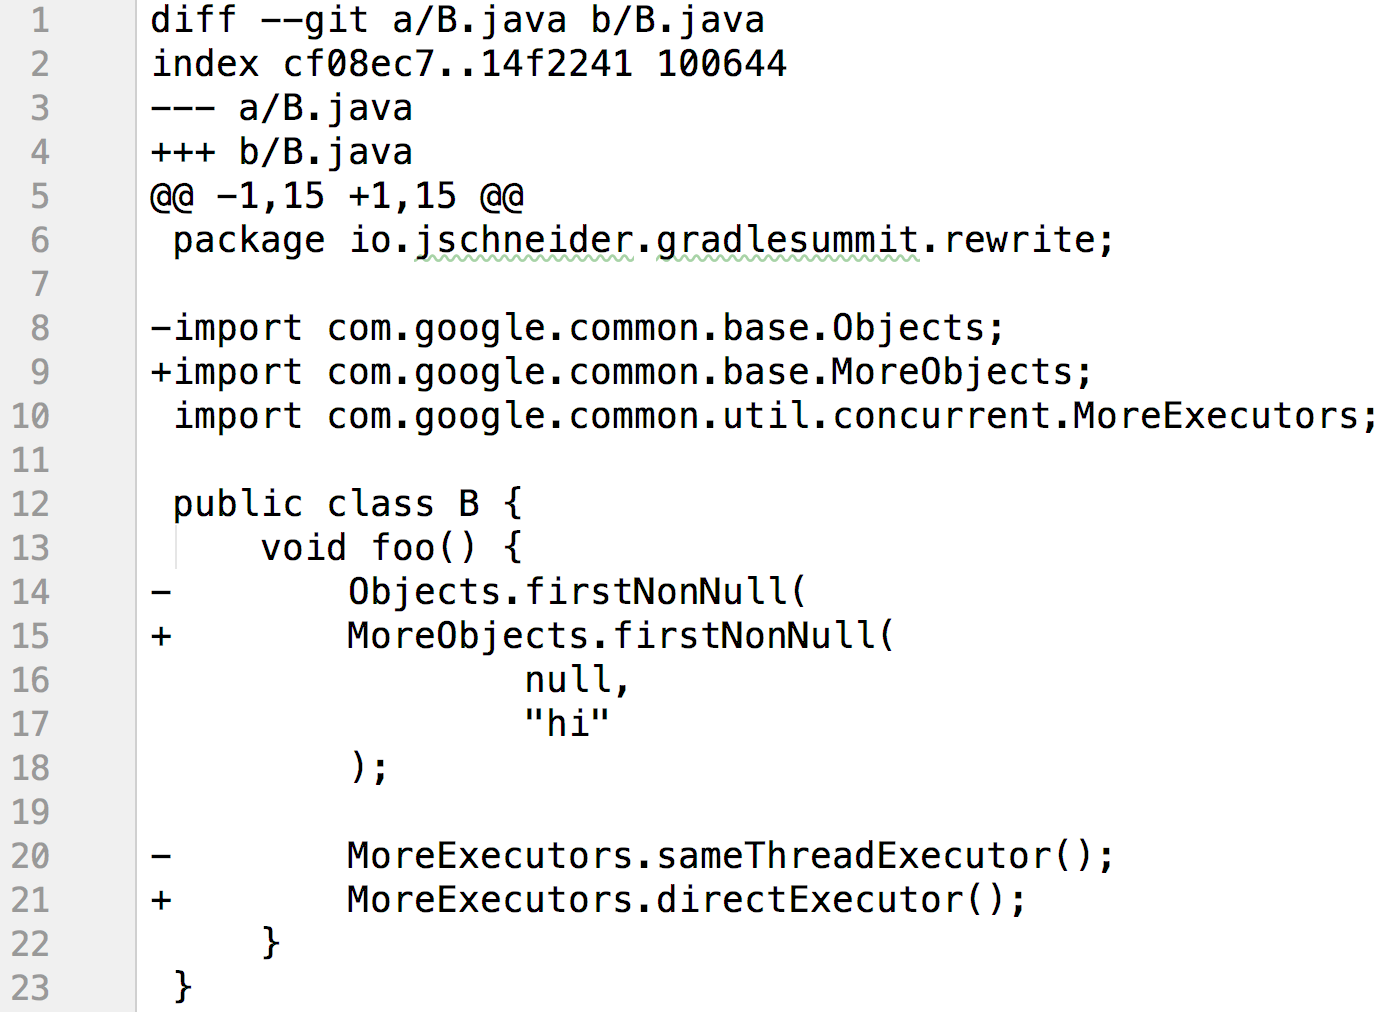 1 diff --git a/B.java b/B.java
2 index cf08ec7..14f2241 100644
3 --- a/B.java
4 +++ b/B.java
5 @@ -1,15 +1,15 @@
6  package io.jschneider.gradlesummit.rewrite;
7
8 -import com.google.common.base.Objects;
9 +import com.google.common.base.MoreObjects;
10  import com.google.common.util.concurrent.MoreExecutors;
11
12  public class B {
13      void foo() {
14 -        Objects.firstNonNull(
15 +        MoreObjects.firstNonNull(
16                  null,
17                  "hi"
18          );
19
20 -        MoreExecutors.sameThreadExecutor();
21 +        MoreExecutors.directExecutor();
22      }
23  }